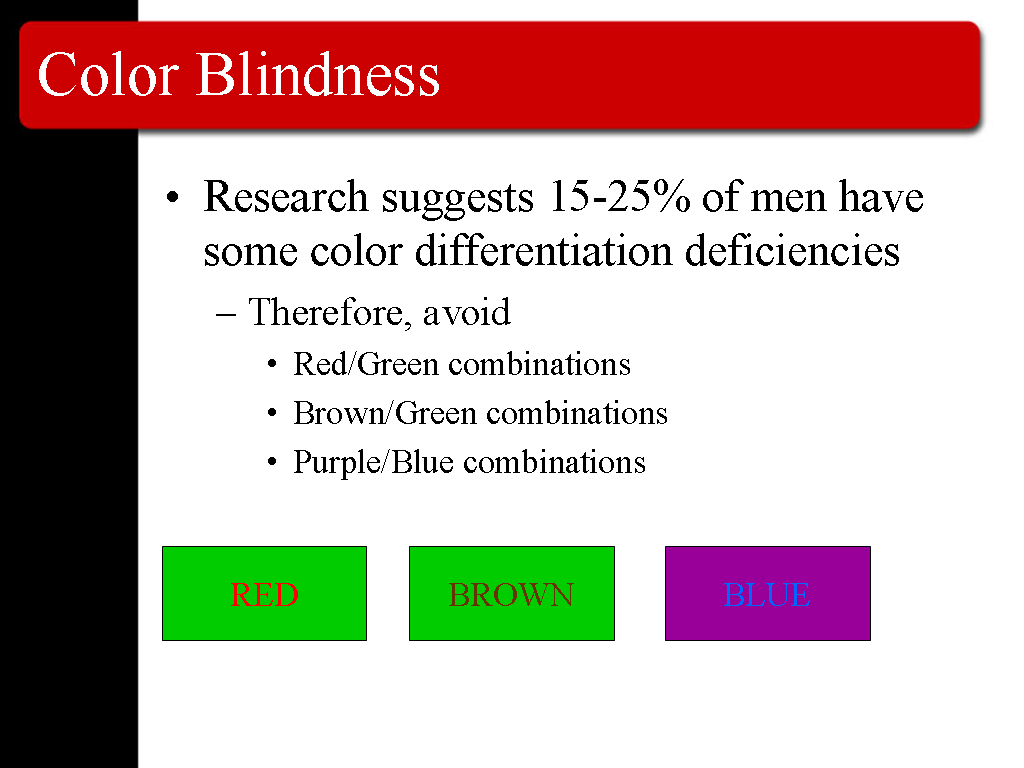 Color Blindness
• Research suggests 15-25% of men have
some color differentiation deficiencies
– Therefore, avoid
• Red/Green combinations
• Brown/Green combinations
• Purple/Blue combinations
RED
BROWN
BLUE